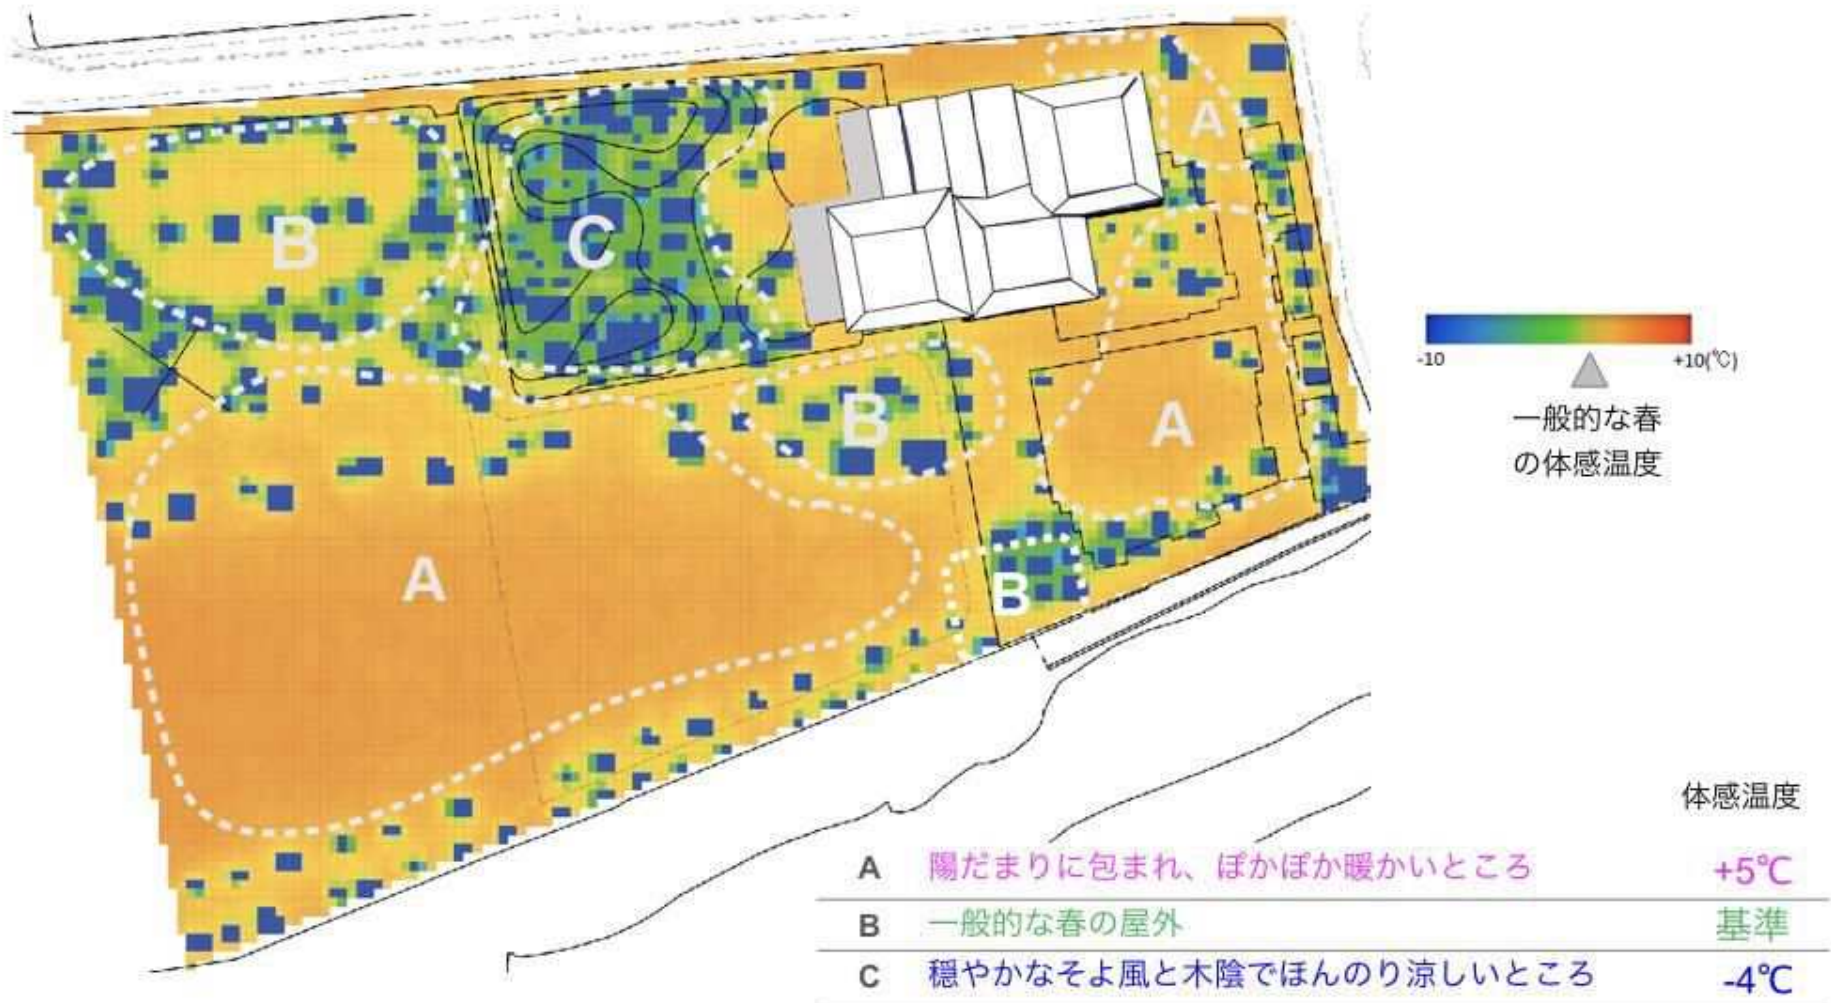 A
B
C
A
B
A
B
A
-10
+10(℃)
一般的な春
の体感温度
体感温度
A 陽だまりに包まれ、ぽかぽか暖かいところ +5℃
B 一般的な春の屋外 基準
C 穏やかなそよ風と木陰でほんのり涼しいところ -4℃